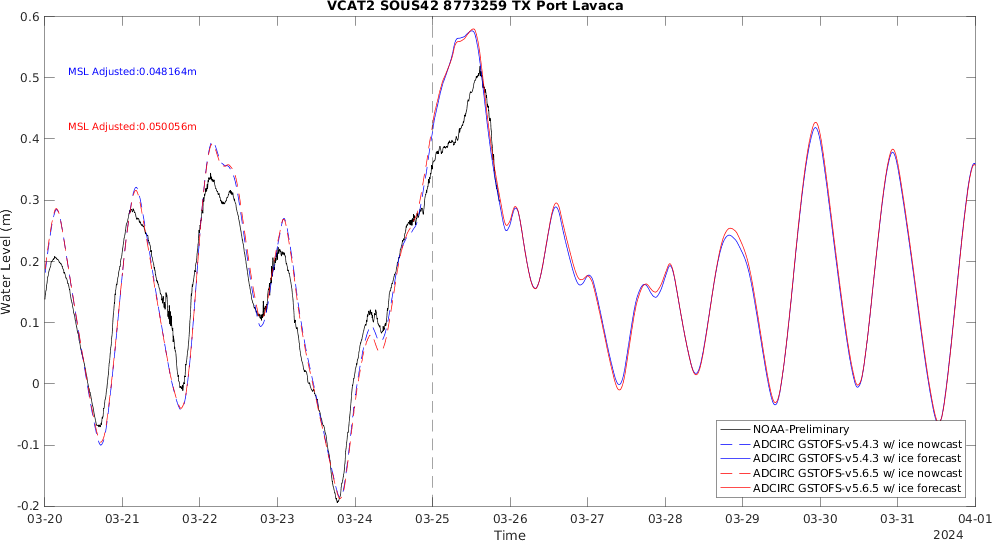 VCAT2 SOUS42 8773259 TX Port Lavaca
MSL Adjusted:0.048164m
MSL Adjusted:0.050056m
Water Level (m)
0.6
0.5
0.4
0.3
0.2
0.1
0
-0.1
-0.2
NOAA-Preliminary
ADCIRC GSTOFS-v5.4.3 w/ ice nowcast
ADCIRC GSTOFS-v5.4.3 w/ ice forecast
ADCIRC GSTOFS-v5.6.5 w/ ice nowcast
ADCIRC GSTOFS-v5.6.5 w/ ice forecast
03-20 03-21 03-22 03-23 03-24 03-25 03-26 03-27 03-28 03-29 03-30 03-31 04-01
Time
2024